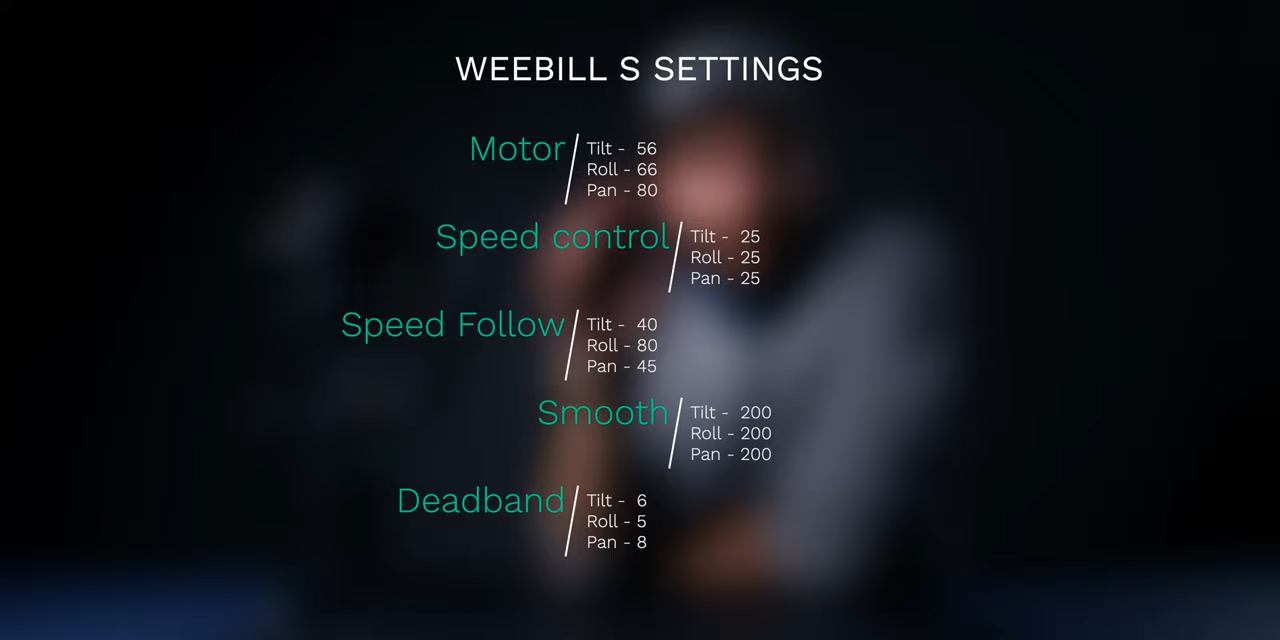 WEEBILL S SETTINGS
Motor
Tilt - 56
Roll - 66
Pan - 80
Speed control
Tilt - 25
Roll - 25
Pan - 25
Speed Follow
Tilt - 40
Roll - 80
Pan - 45
Smooth
Tilt - 200
Roll - 200
Pan - 200
Deadband
Tilt - 6
Roll - 5
Pan - 8